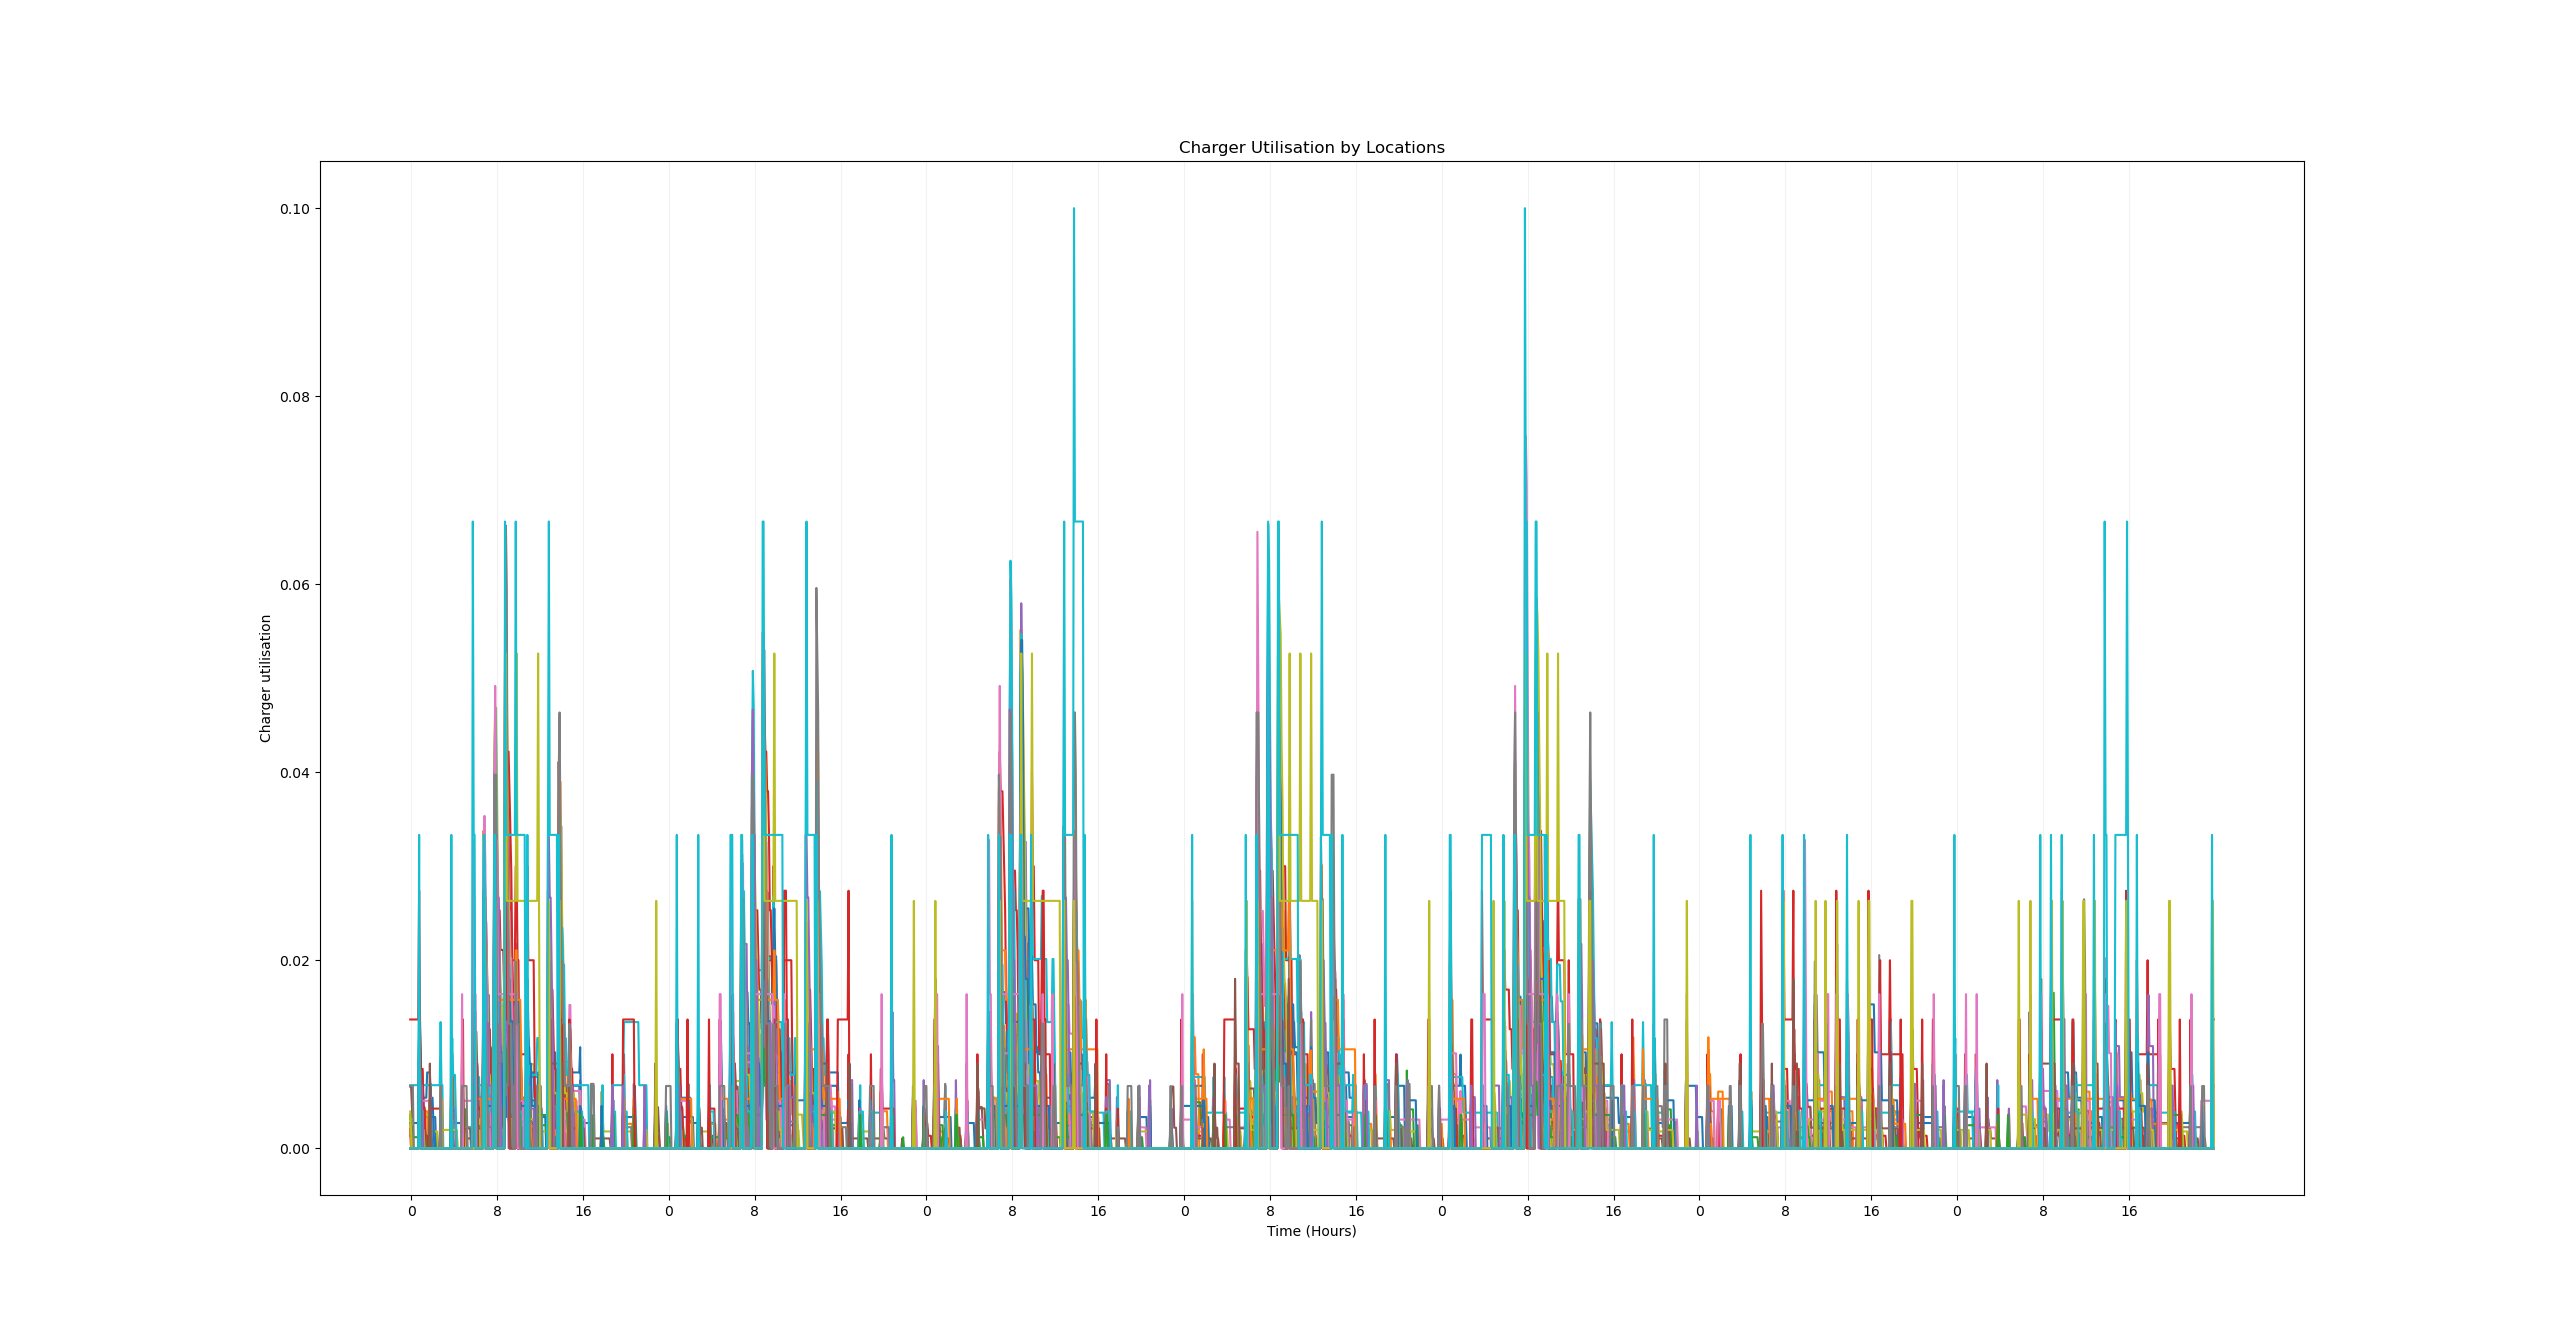 Charger Utilisation by Locations
0.10
0.08
0.06
0.04
0.02
0.00
Charger utilisation
0 8 16 0 8 16 0 8 16 0 8 16 0 8 16 0 8 16 0 8 16
Time (Hours)